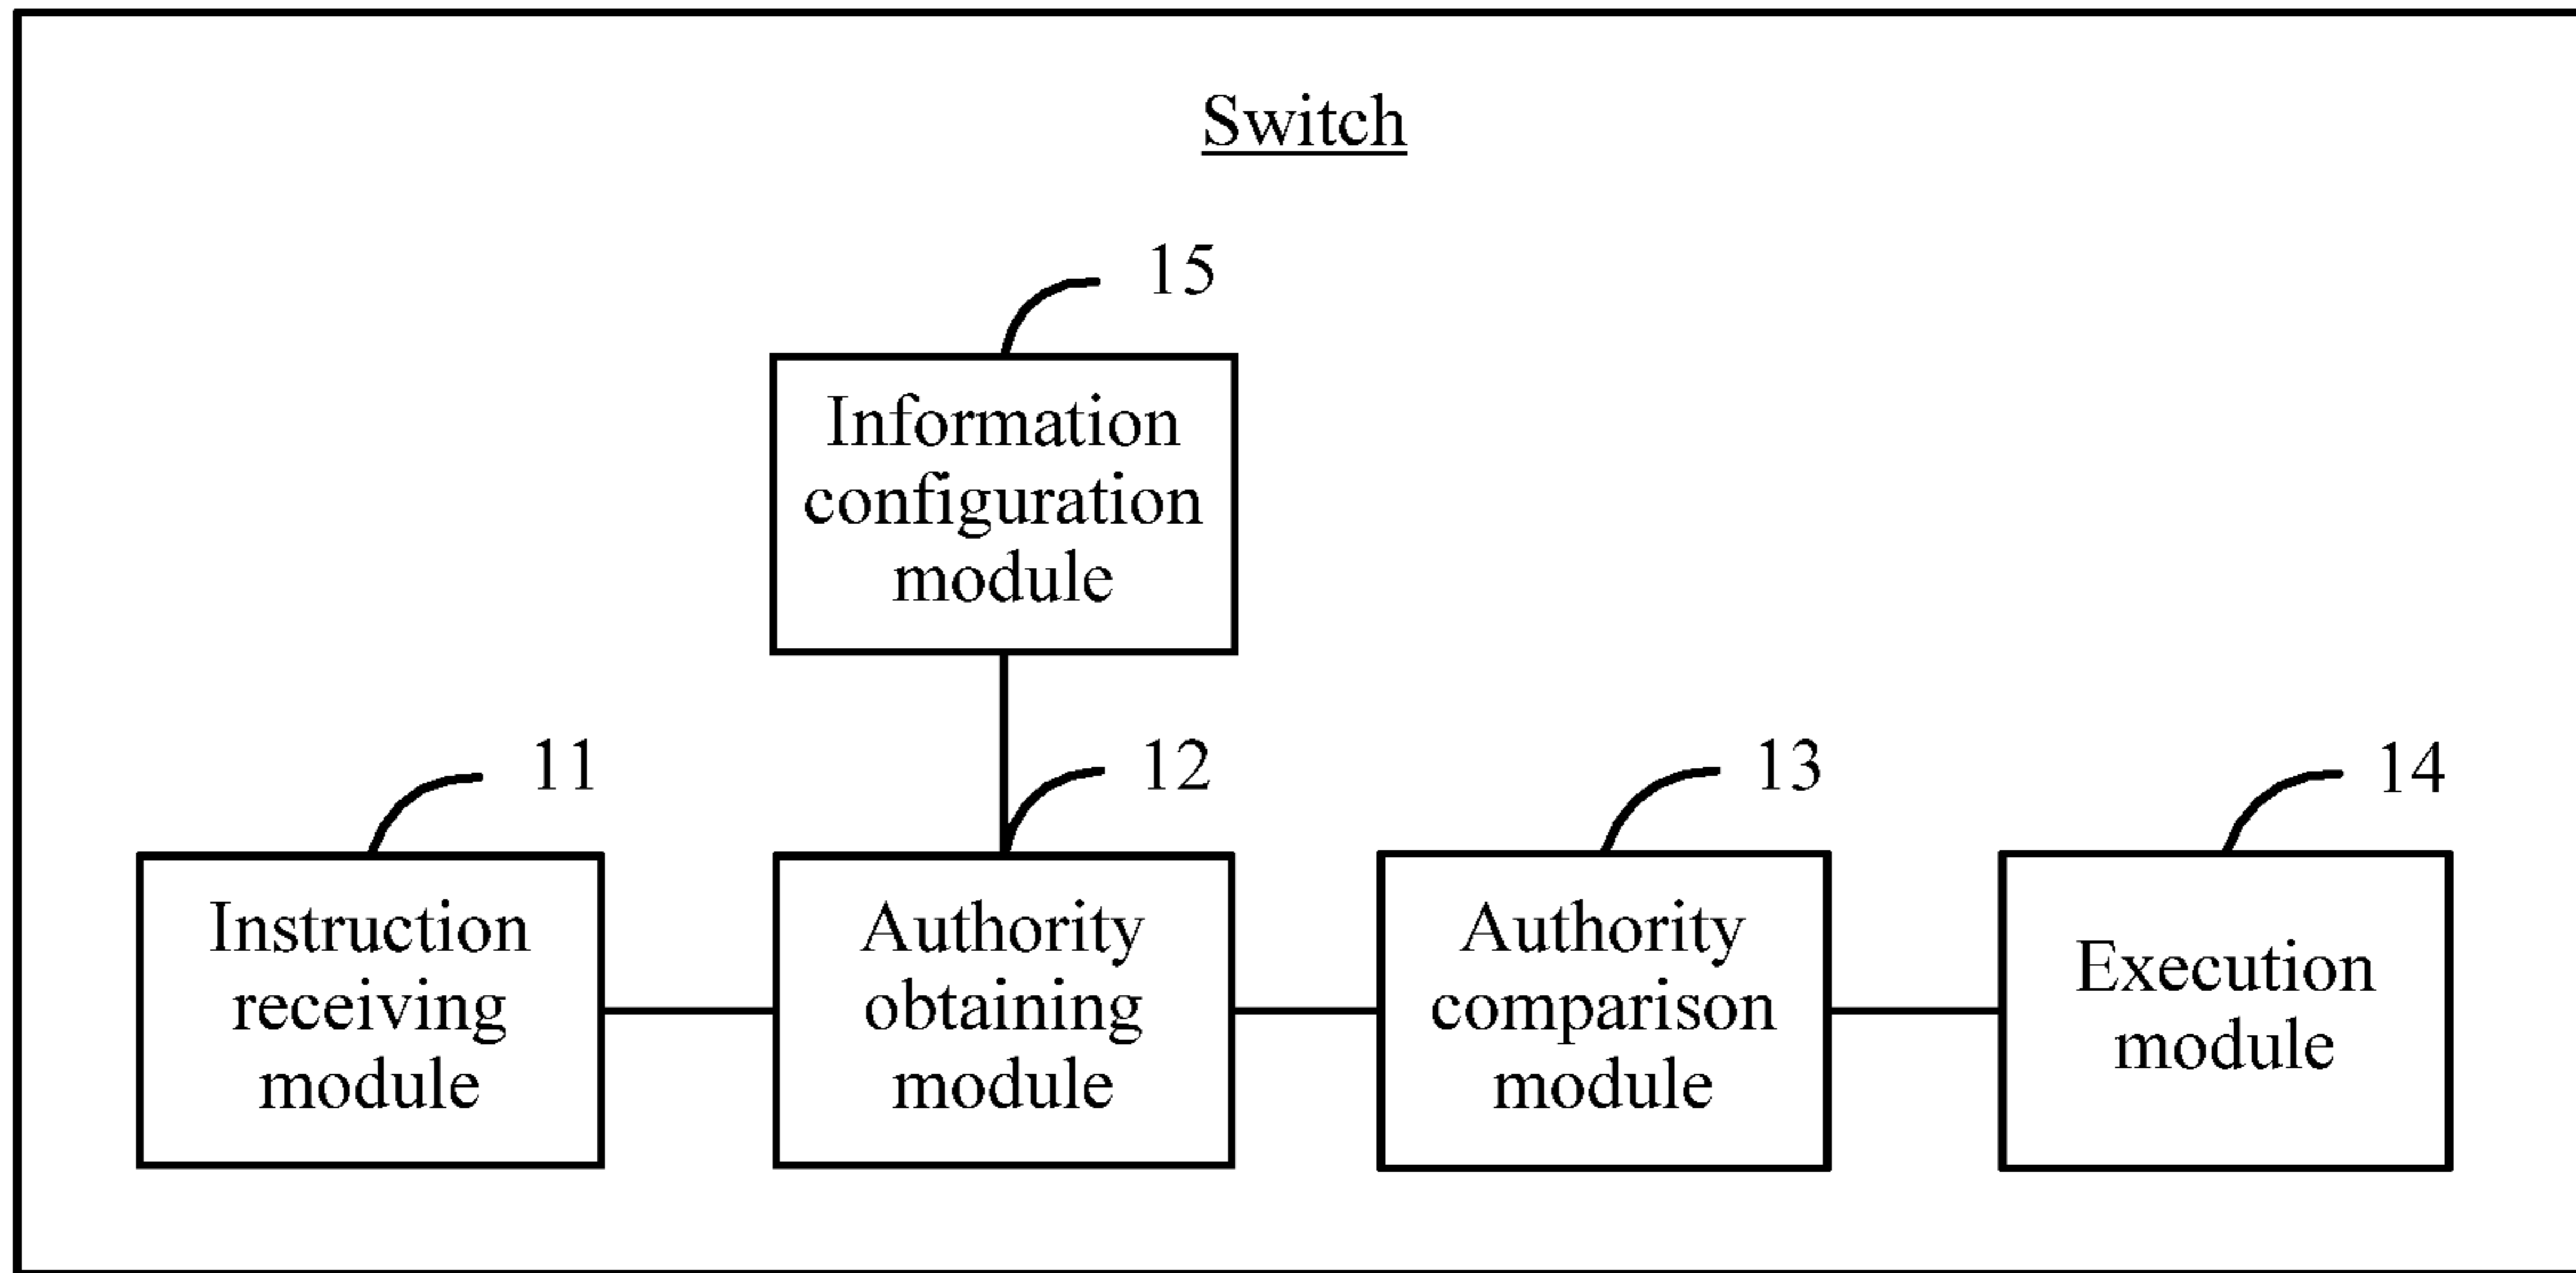 Switch
15
Information
configuration
module
11
12
13
14
Instruction
receiving
module
Authority
obtaining
module
Authority
comparison
module
Execution
module